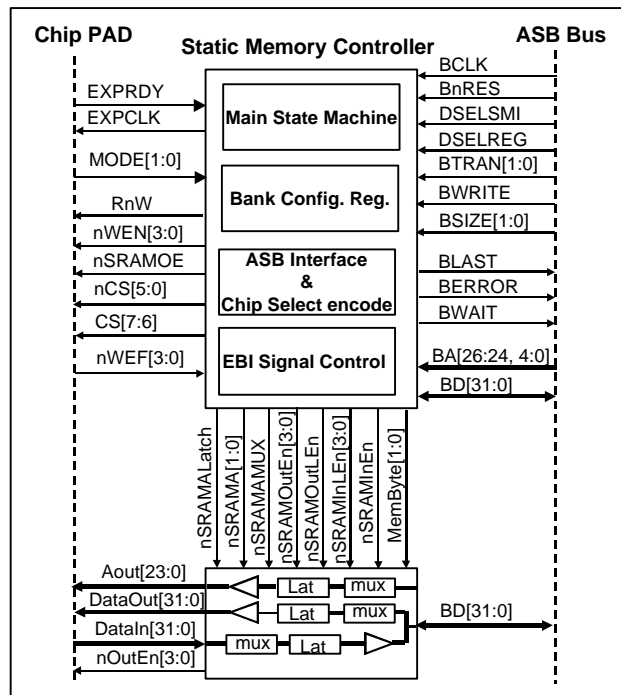 Chip PAD
Static Memory Controller
ASB Bus
EXPRDY
EXPCLK
MODE[1:0]
RnW
nWEN[3:0]
nSRAMOE
nCS[5:0]
CS[7:6]
nWEF[3:0]
Main State Machine
Bank Config. Reg.
ASB Interface
&
Chip Select encode
EBI Signal Control
BCLK
BnRES
DSELSMI
DSELREG
BTRAN[1:0]
BWRITE
BSIZE[1:0]
BLAST
BERROR
BWAIT
BA[26:24, 4:0]
BD[31:0]
nSRAMALatch
nSRAMA[1:0]
nSRAMAMUX
nSRAMOutEn[3:0]
nSRAMOutLEn
nSRAMInLEn[3:0]
nSRAMInEn
MemByte[1:0]
Aout[23:0]
DataOut[31:0]
DataIn[31:0]
nOutEn[3:0]
Lat mux
Lat mux
mux Lat
BD[31:0]